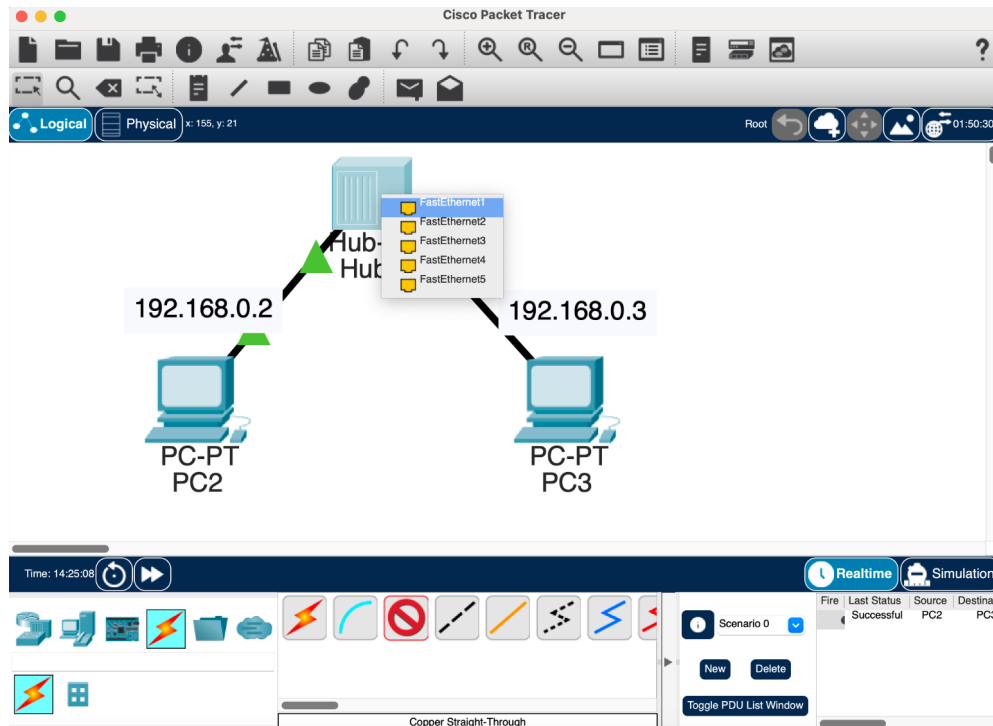 Cisco Packet Tracer
?
Logical
Physical
x: 155, y: 21
Root
01:50:30
FastEthernet1
FastEthernet2
FastEthernet3
FastEthernet4
FastEthernet5
Hub-
Hub
192.168.0.2
192.168.0.3
PC-PT
PC2
PC-PT
PC3
Time: 14:25:08
Realtime
Simulation
Scenario 0
New
Delete
Toggle PDU List Window
Fire Last Status Source Destina
Successful PC2 PC3
Copper Straight-Through